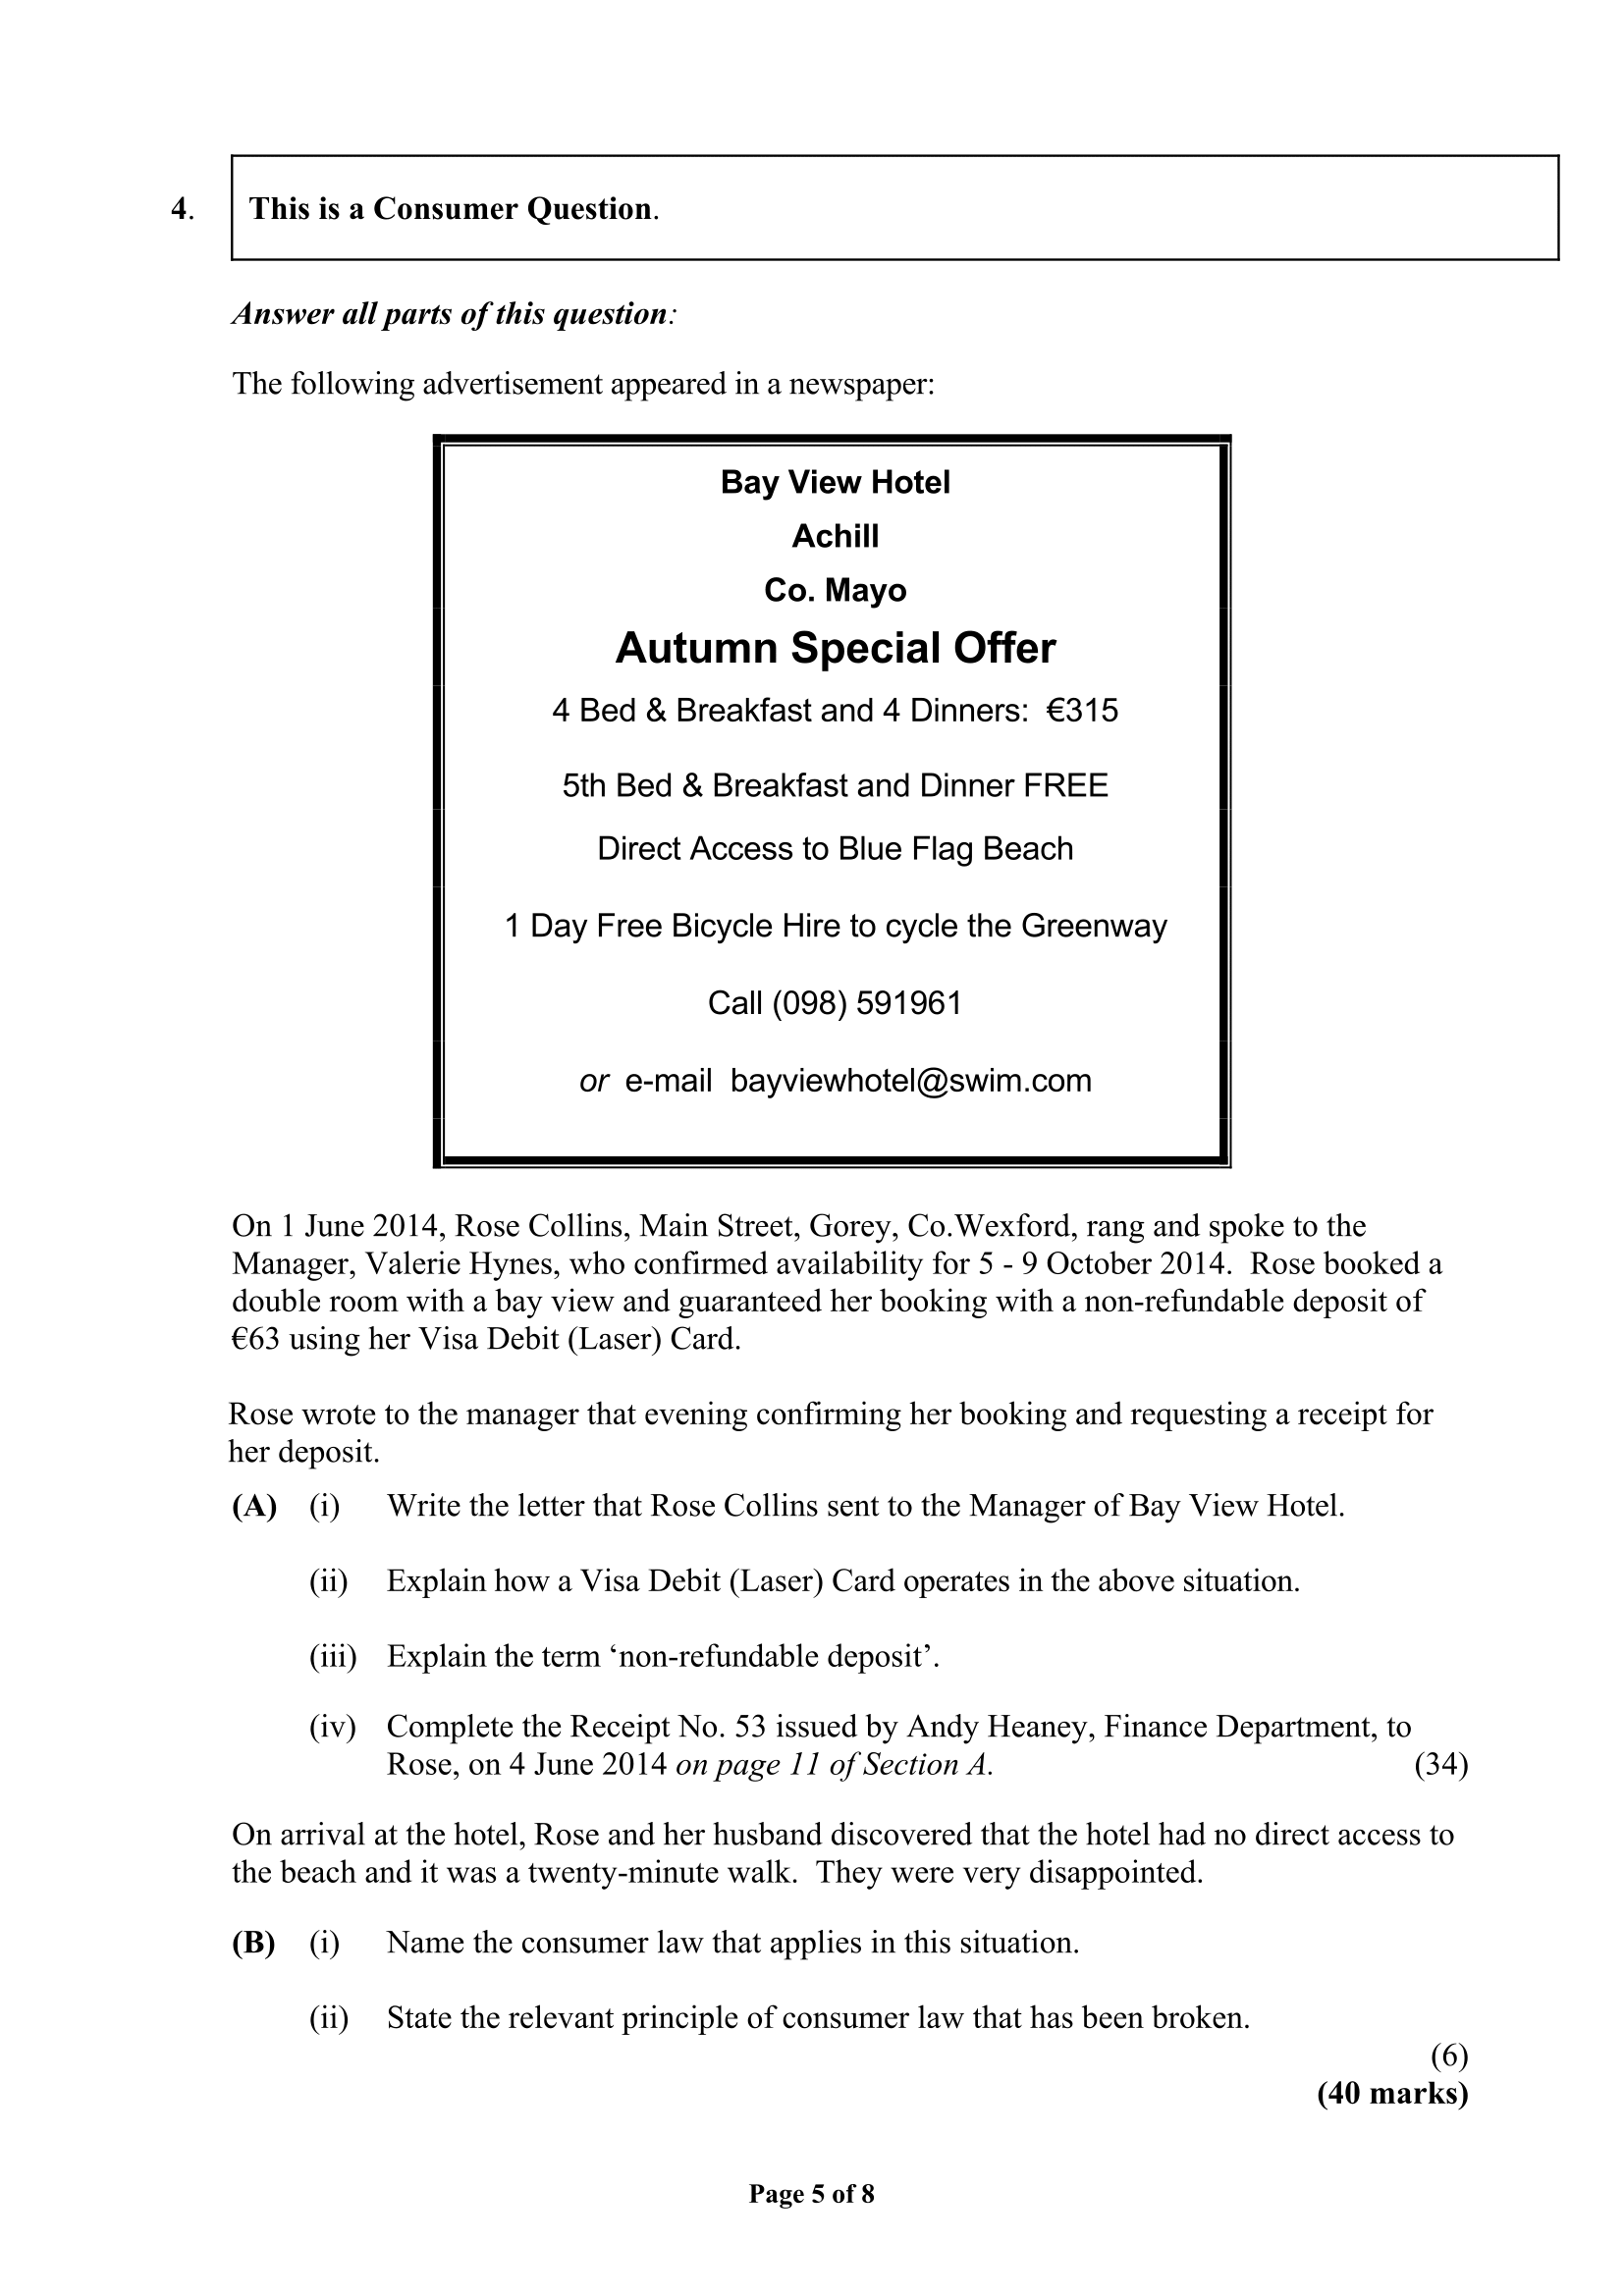 4.
This is a Consumer Question.
Answer all parts of this question:
The following advertisement appeared in a newspaper:
Bay View Hotel
Achill
Co. Mayo
Autumn Special Offer
4 Bed & Breakfast and 4 Dinners: €315
5th Bed & Breakfast and Dinner FREE
Direct Access to Blue Flag Beach
1 Day Free Bicycle Hire to cycle the Greenway
Call (098) 591961
or e-mail bayviewhotel@swim.com
On 1 June 2014, Rose Collins, Main Street, Gorey, Co.Wexford, rang and spoke to the
Manager, Valerie Hynes, who confirmed availability for 5 - 9 October 2014. Rose booked a
double room with a bay view and guaranteed her booking with a non-refundable deposit of
€63 using her Visa Debit (Laser) Card.
Rose wrote to the manager that evening confirming her booking and requesting a receipt for
her deposit.
(A) (i) Write the letter that Rose Collins sent to the Manager of Bay View Hotel.
(ii) Explain how a Visa Debit (Laser) Card operates in the above situation.
(iii) Explain the term ‘non-refundable deposit’.
(iv) Complete the Receipt No. 53 issued by Andy Heaney, Finance Department, to
Rose, on 4 June 2014 on page 11 of Section A. (34)
On arrival at the hotel, Rose and her husband discovered that the hotel had no direct access to
the beach and it was a twenty-minute walk. They were very disappointed.
(B) (i) Name the consumer law that applies in this situation.
(ii) State the relevant principle of consumer law that has been broken.
(6)
(40 marks)
Page 5 of 8